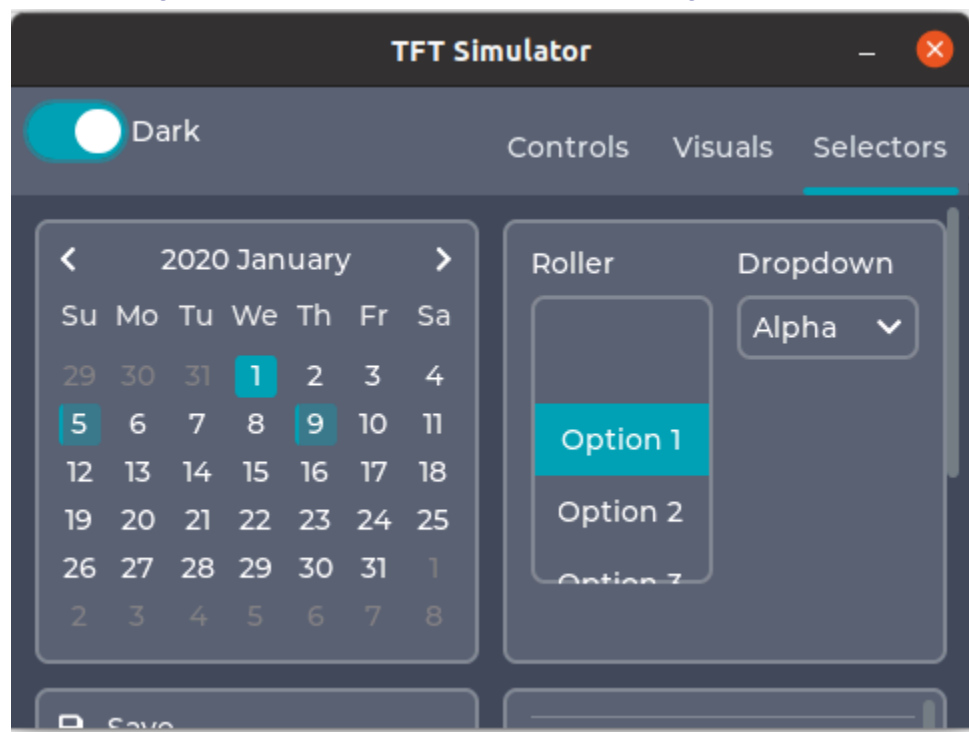 TFT Simulator
Dark
Controls Visuals Selectors
2020 January
Su Mo Tu We Th Fr Sa
29 30 31 1 2 3 4
5 6 7 8 9 10 11
12 13 14 15 16 17 18
19 20 21 22 23 24 25
26 27 28 29 30 31 1
2 3 4 5 6 7 8
Roller
Option 1
Option 2
Option 3
Dropdown
Alpha
Save